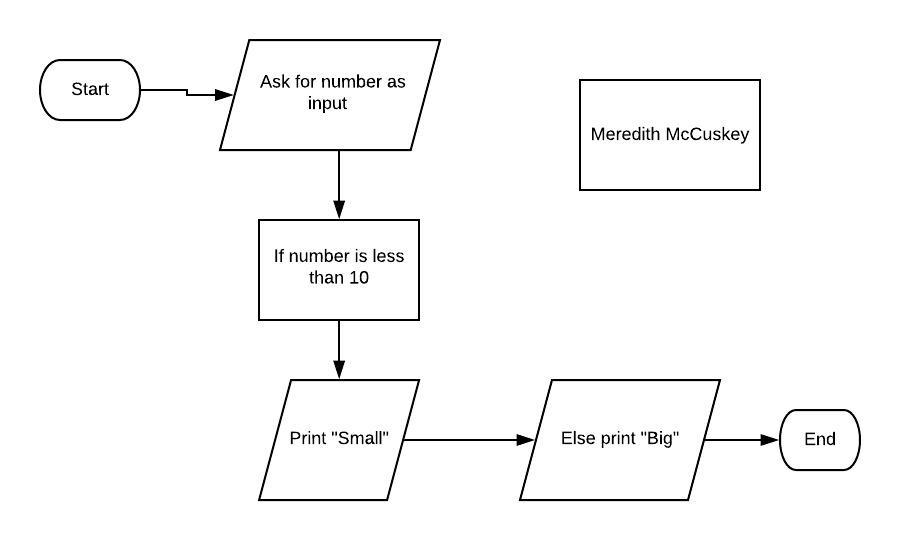 Start
Ask for number as
input
Meredith McCuskey
If number is less
than 10
Print "Small"
Else print "Big"
End